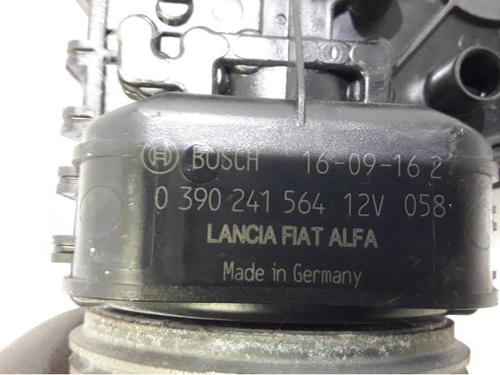 BOSCH 16-09-16 2
0 390 241 564 12V 058
LANCIA FIAT ALFA
Made in Germany